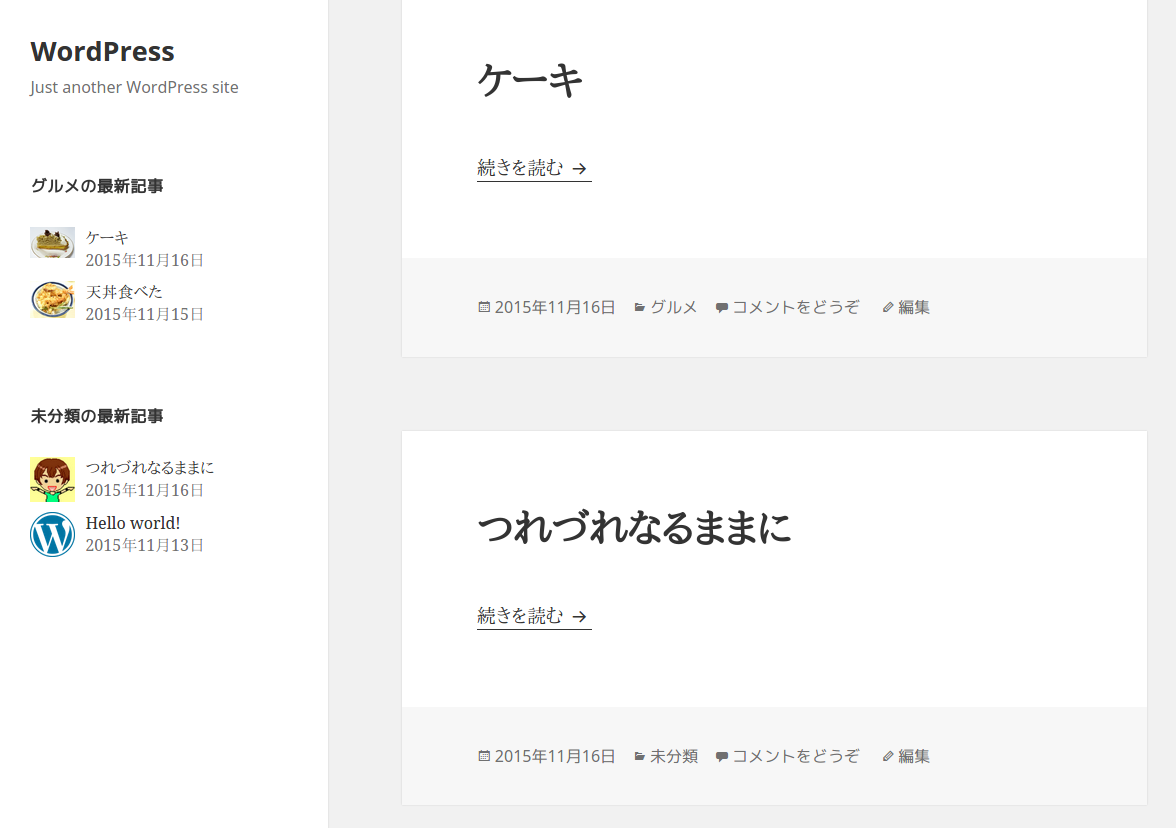 WordPress
Just another WordPress site
グルメの最新記事
ケーキ
2015年11月16日
天丼食べた
2015年11月15日
未分類の最新記事
つれづれなるままに
2015年11月16日
Hello world!
2015年11月13日
ケーキ
続きを読む →
2015年11月16日 グルメ コメントをどうぞ 編集
つれづれなるままに
続きを読む →
2015年11月16日 未分類 コメントをどうぞ 編集